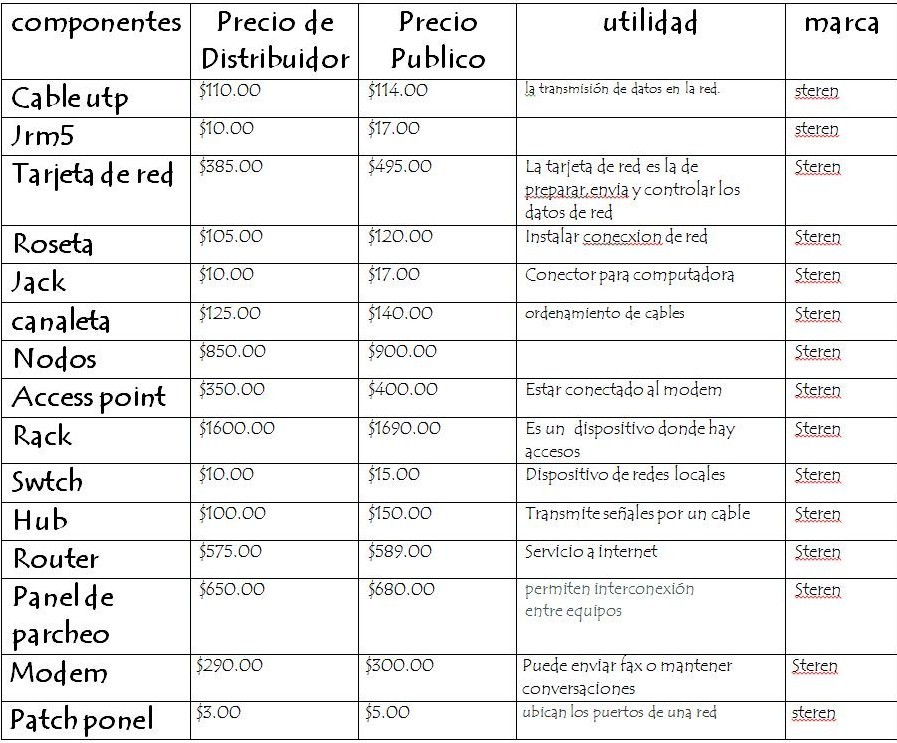 componentes Precio de Distribuidor Precio Publico utilidad marca
Cable utp $110.00 $114.00 la transmisión de datos en la red. steren
Jrm5 $10.00 $17.00 steren
Tarjeta de red $385.00 $495.00 La tarjeta de red es la de Steren
preparar,envia y controlar los
datos de red
Roseta $105.00 $120.00 Instalar conecxion de red Steren
Jack $10.00 $17.00 Conector para computadora Steren
canaleta $125.00 $140.00 ordenamiento de cables Steren
Nodos $850.00 $900.00 Steren
Access point $350.00 $400.00 Estar conectado al modem Steren
Rack $1600.00 $1690.00 Es un dispositivo donde hay Steren
accesos
Swtch $10.00 $15.00 Dispositivo de redes locales Steren
Hub $100.00 $150.00 Transmite señales por un cable Steren
Router $575.00 $589.00 Servicio a internet Steren
Panel de $650.00 $680.00 permiten interconexión Steren
parcheo entre equipos
Modem $290.00 $300.00 Puede enviar fax o mantener Steren
conversaciones
Patch ponel $3.00 $5.00 ubican los puertos de una red steren